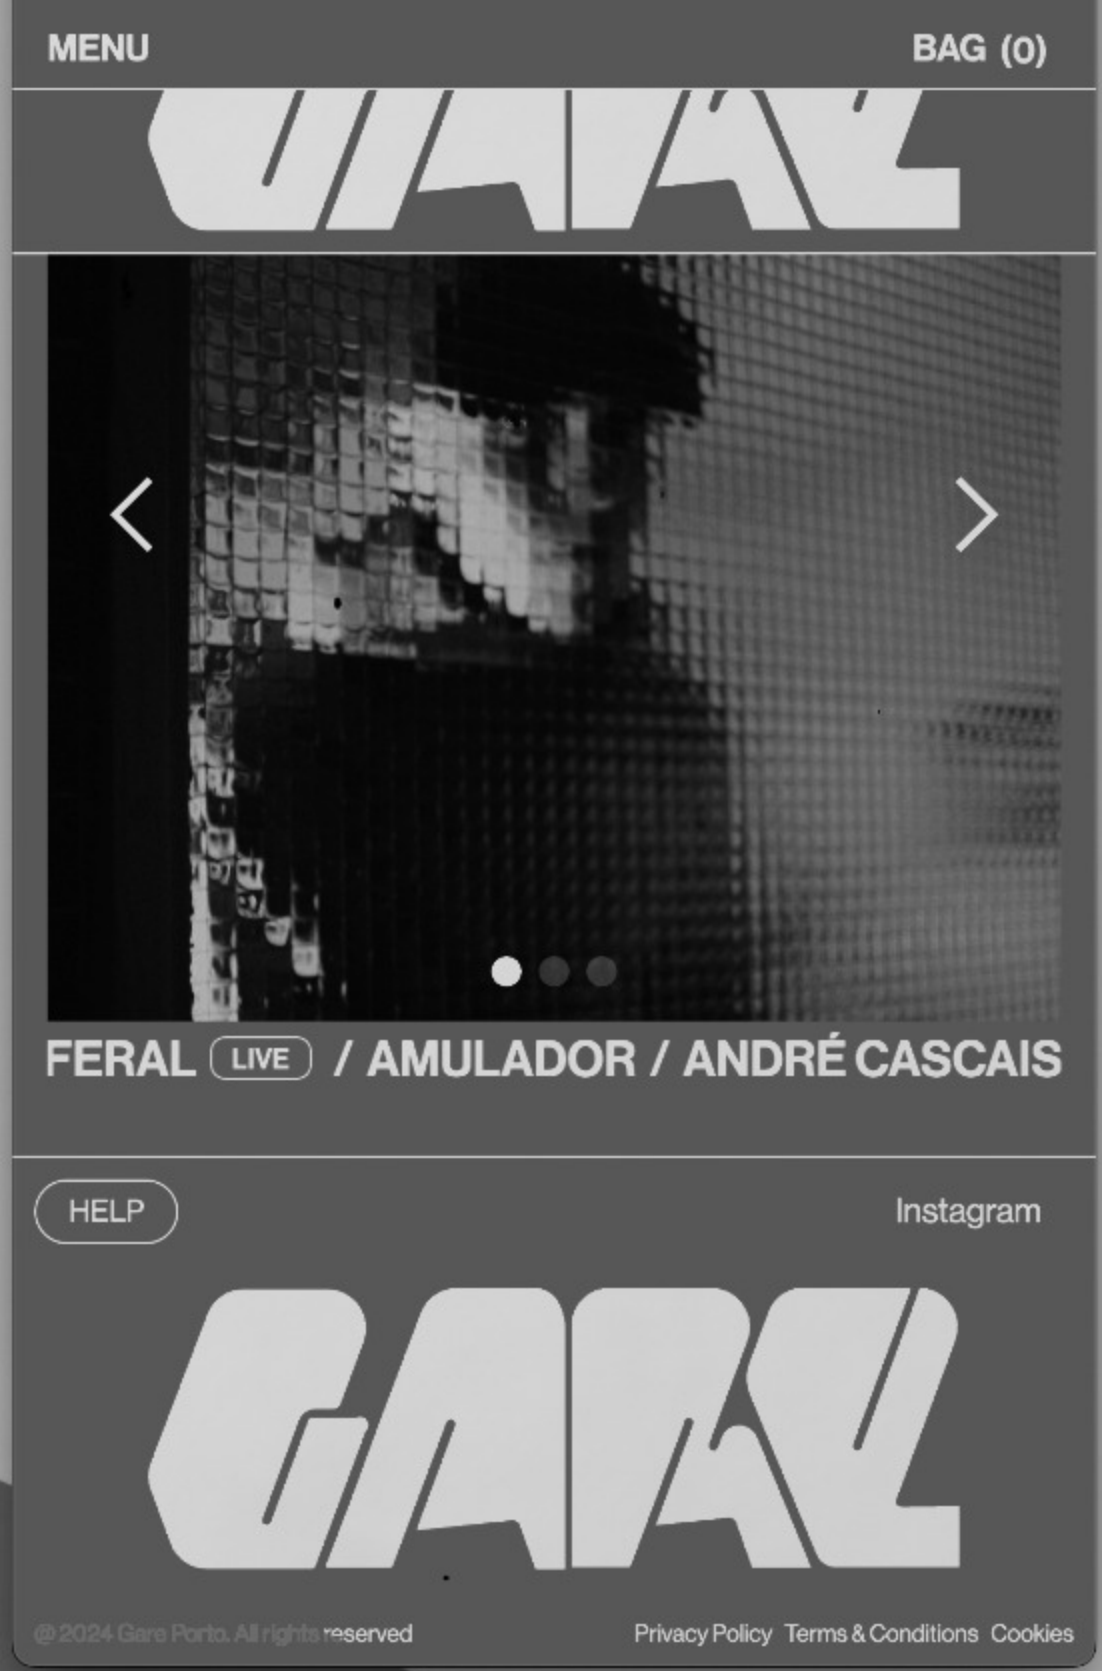 MENU
BAG (0)
GARE
FERAL LIVE / AMULADOR / ANDRÉ CASCAIS
HELP
Instagram
GARE
@ 2024 Gare Porto. All rights reserved
Privacy Policy Terms & Conditions Cookies